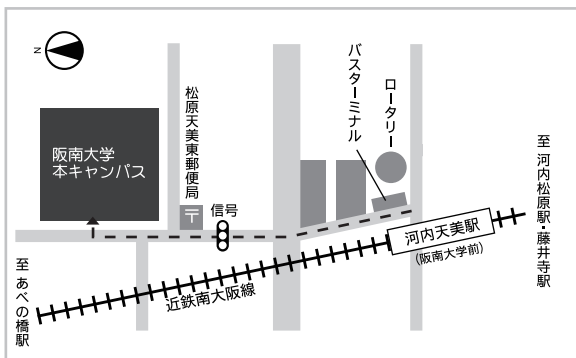 N
阪南大学
本キャンパス
松原天美東郵便局
〒
信号
バスターミナル
ロータリー
至 河内松原駅・藤井寺駅
河内天美駅
(阪南大学前)
近鉄南大阪線
至 あべの橋駅